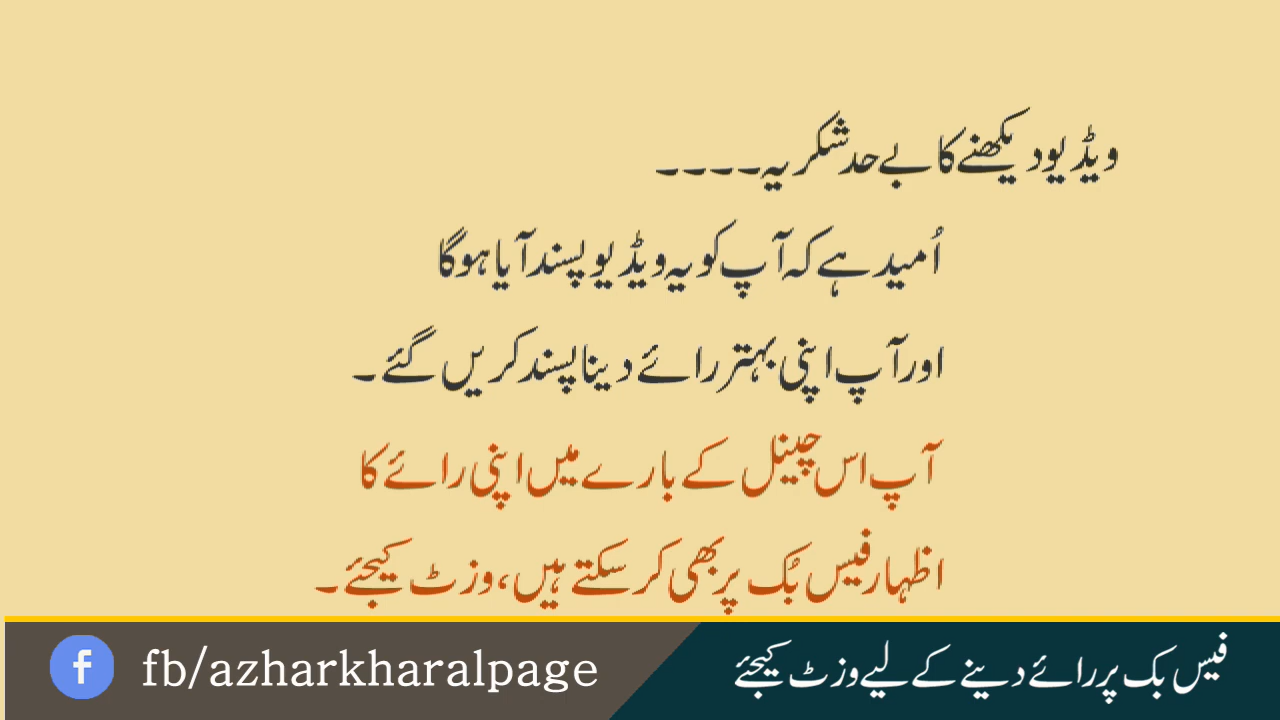 ویڈیو دیکھنے کا بے حد شکریہ۔۔۔۔
اُمید ہے کہ آپ کو یہ ویڈیو پسند آیا ہوگا
اور آپ اپنی بہتر رائے دینا پسند کریں گئے۔
آپ اس چینل کے بارے میں اپنی رائے کا
اظہار فیس بُک پر بھی کر سکتے ہیں، وزٹ کیجئے۔
fb/azharkharalpage
فیس بک پر رائے دینے کے لیے وزٹ کیجئے